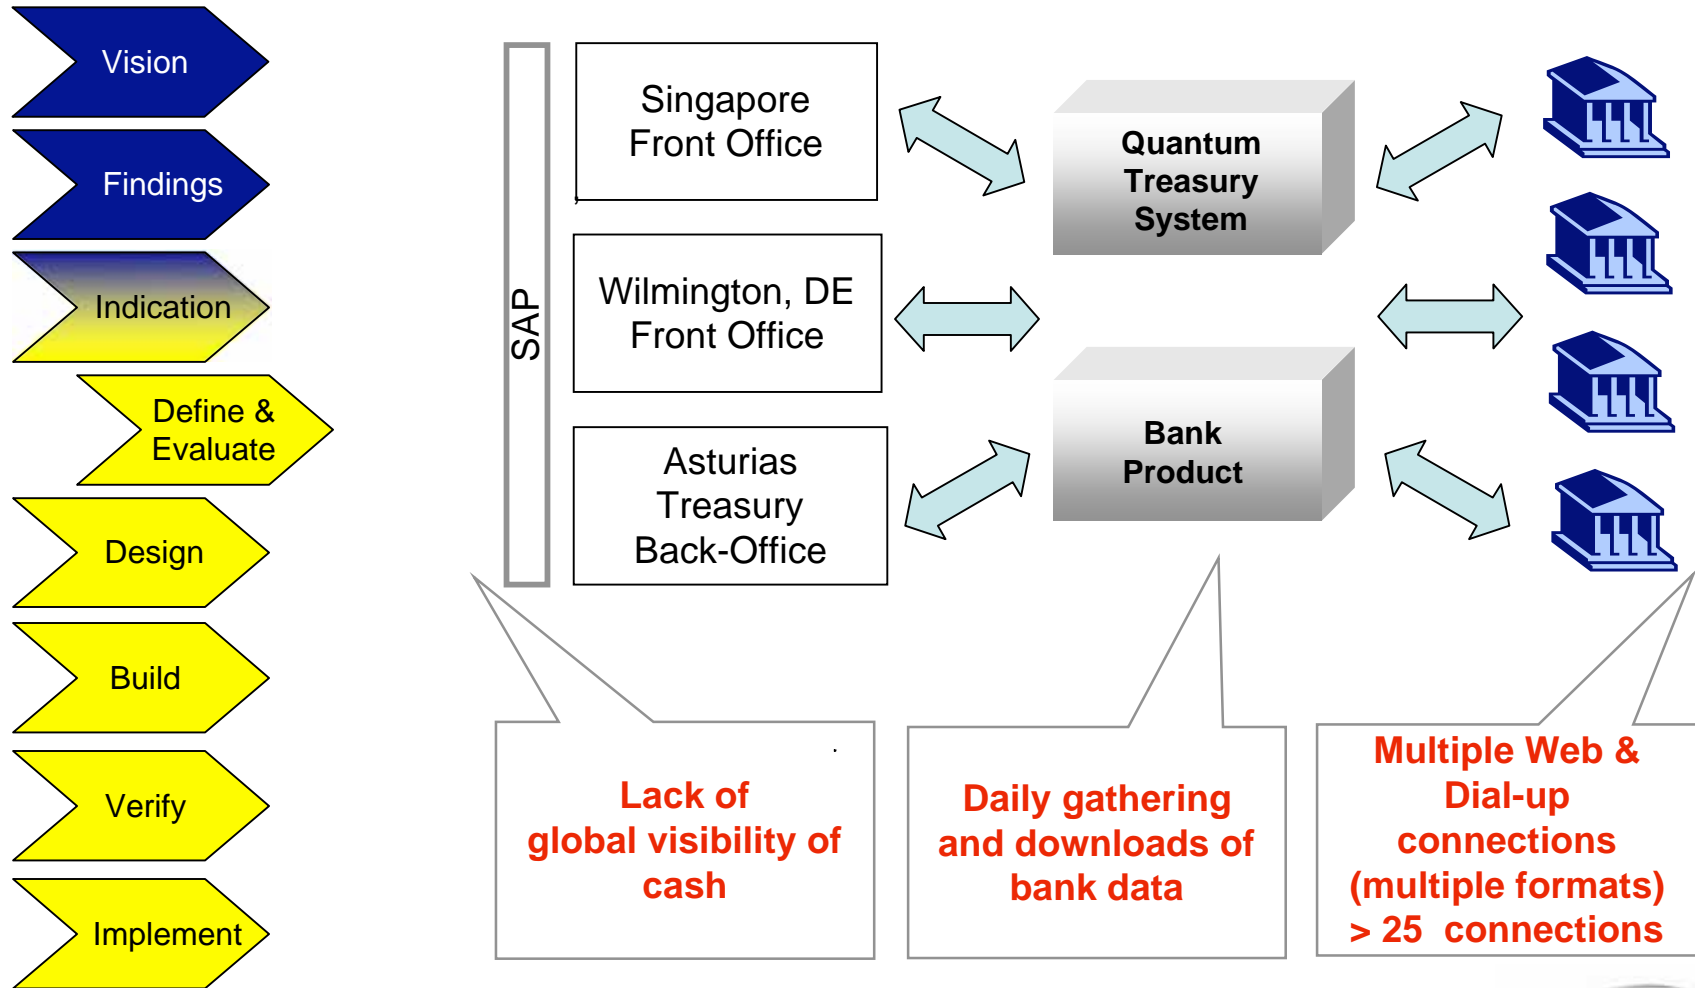 Vision
Findings
Indication
Define &
Evaluate
Design
Build
Verify
Implement
SAP
Singapore
Front Office
Wilmington, DE
Front Office
Asturias
Treasury
Back-Office
Quantum
Treasury
System
Bank
Product
Lack of
global visibility of
cash
Daily gathering
and downloads of
bank data
Multiple Web &
Dial-up
connections
(multiple formats)
> 25 connections